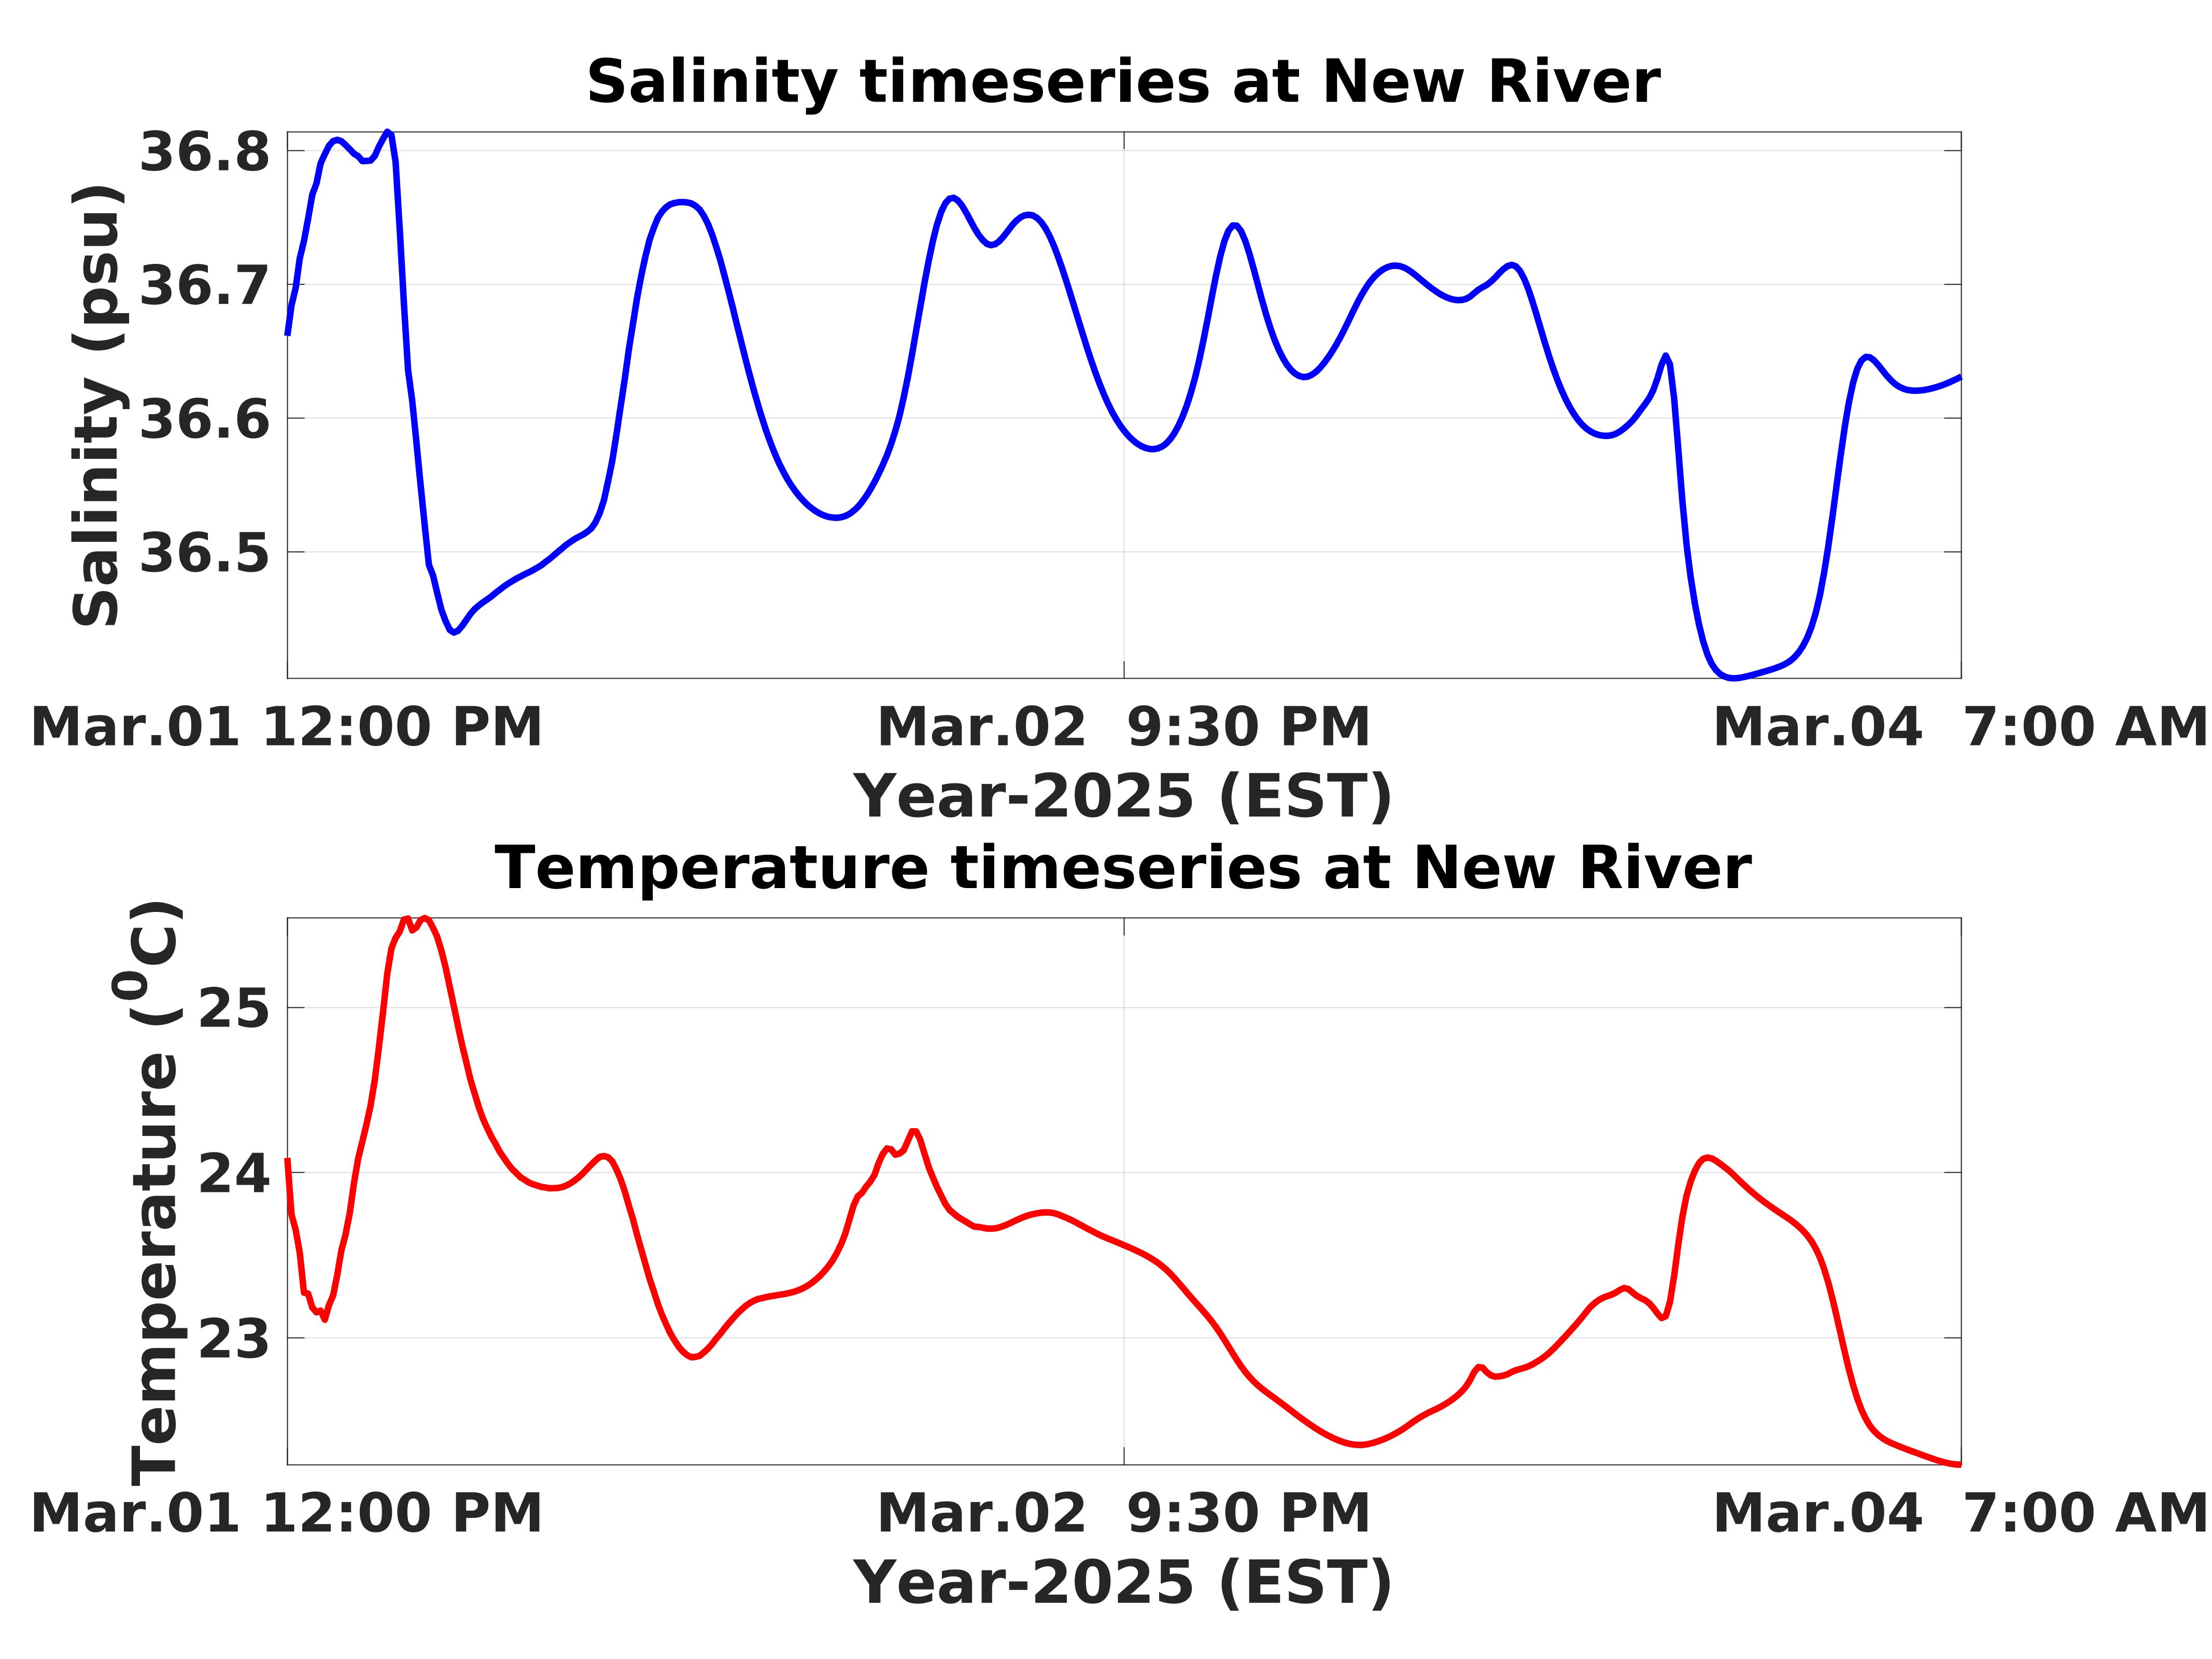 Salinity timeseries at New River
Salinity (psu)
36.8
36.7
36.6
36.5
Mar.01 12:00 PM Mar.02  9:30 PM Mar.04  7:00 AM
Year-2025 (EST)
Temperature timeseries at New River
Temperature (⁰C)
25
24
23
Mar.01 12:00 PM Mar.02  9:30 PM Mar.04  7:00 AM
Year-2025 (EST)